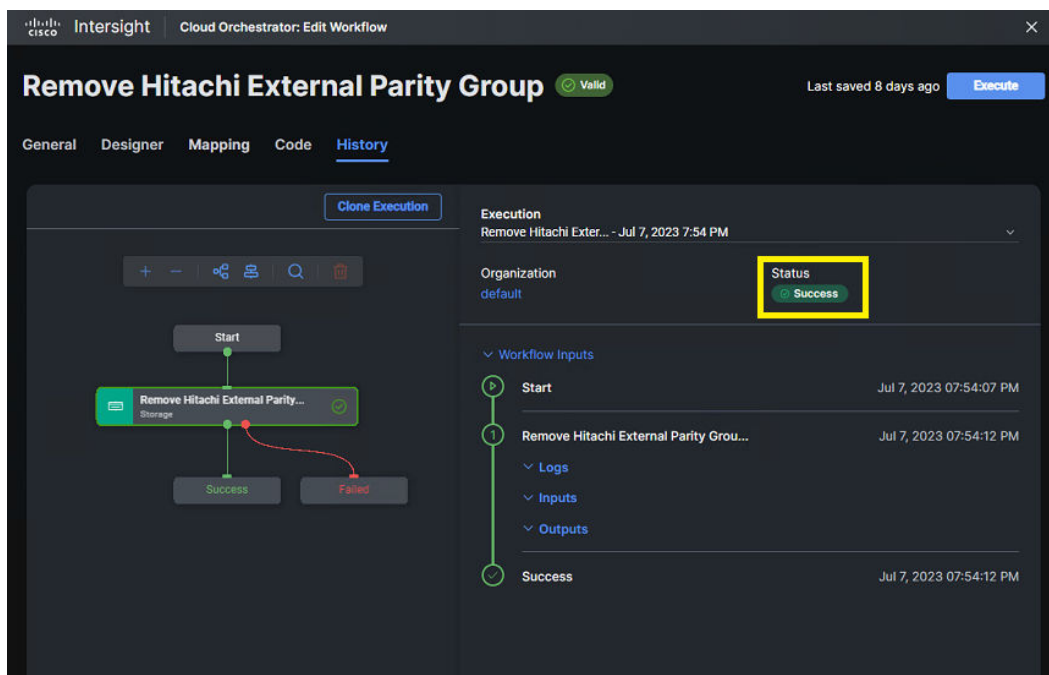 cisco Intersight Cloud Orchestrator: Edit Workflow
Remove Hitachi External Parity Group Valid Last saved 8 days ago Execute
General Designer Mapping Code History
Clone Execution
Execution
Remove Hitachi Exter... - Jul 7, 2023 7:54 PM
Organization Status
default Success
Start
Remove Hitachi External Parity...
Storage
Success Failed
Workflow Inputs
Start Jul 7, 2023 07:54:07 PM
1 Remove Hitachi External Parity Grou... Jul 7, 2023 07:54:12 PM
Logs
Inputs
Outputs
Success Jul 7, 2023 07:54:12 PM